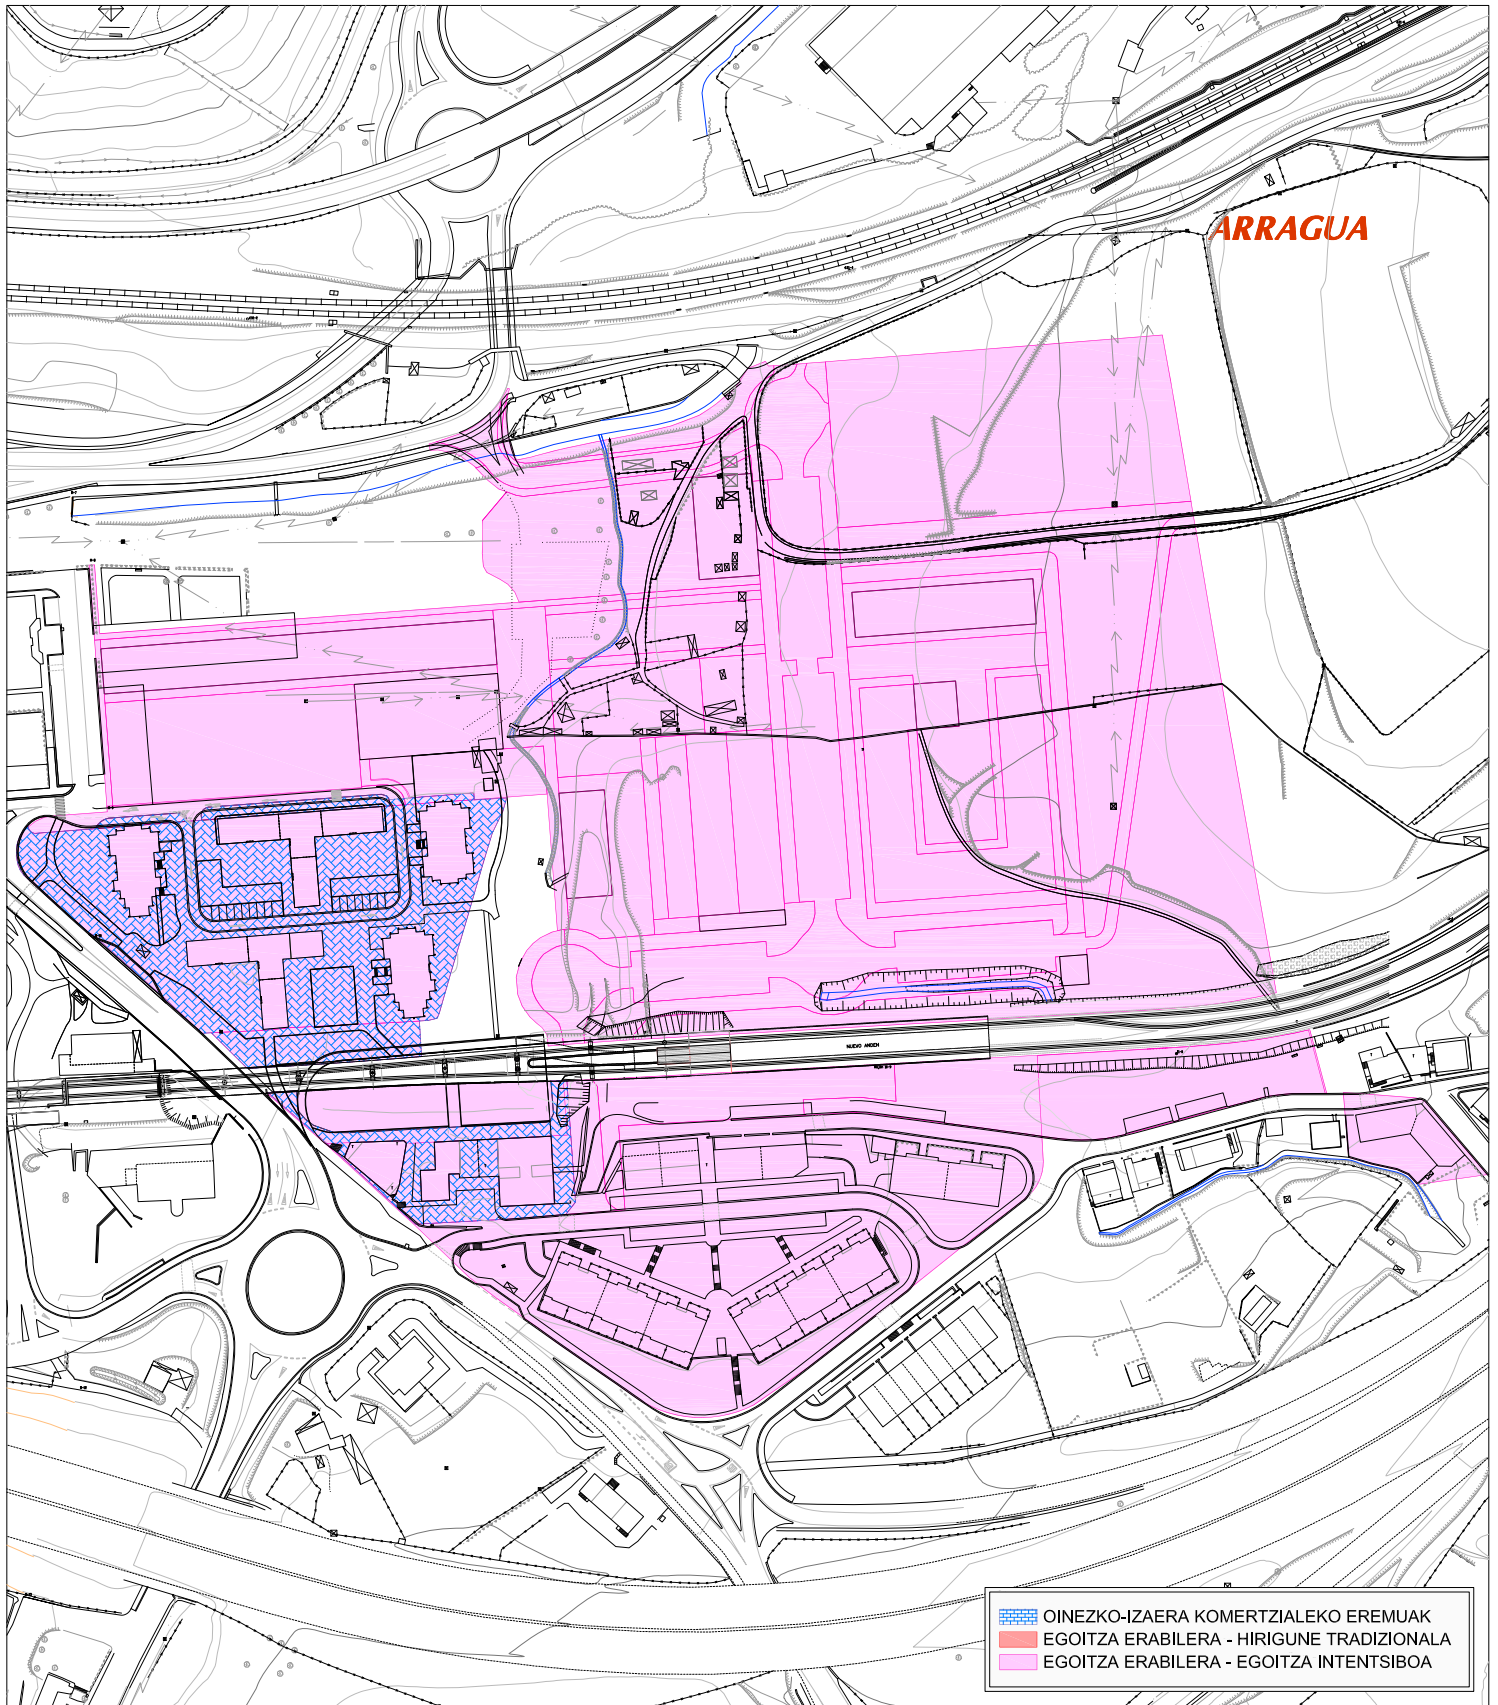 ARRAGUA
NUEVO ANDEN
OINEZKO-IZAERA KOMERTZIALEKO EREMUAK
EGOITZA ERABILERA - HIRIGUNE TRADIZIONALA
EGOITZA ERABILERA - EGOITZA INTENTSIBOA